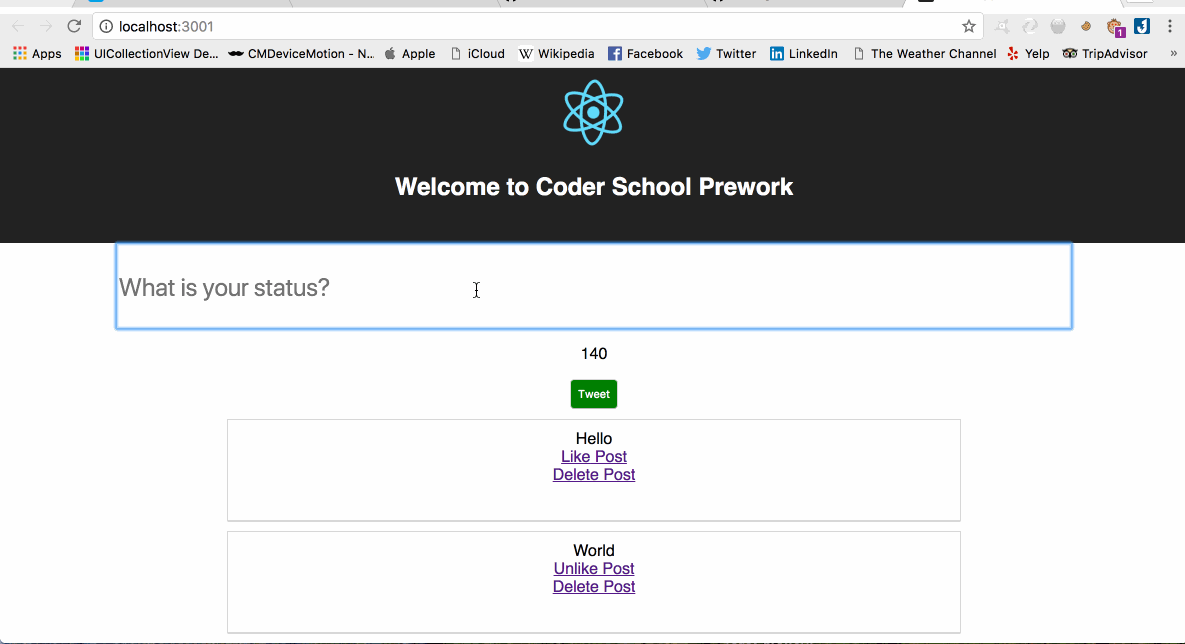 localhost:3001
Apps UICollectionView De... CMDeviceMotion - N... Apple iCloud W Wikipedia Facebook Twitter LinkedIn The Weather Channel Yelp TripAdvisor »
1
Welcome to Coder School Prework
What is your status?
140
Tweet
Hello
Like Post
Delete Post
World
Unlike Post
Delete Post